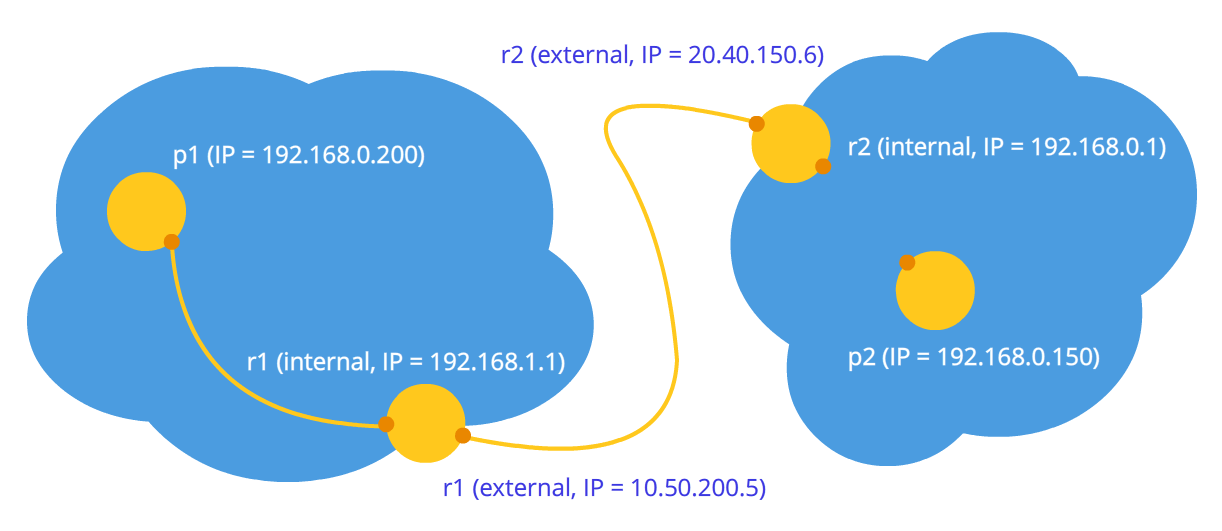 r2 (external, IP = 20.40.150.6)
p1 (IP = 192.168.0.200)
r2 (internal, IP = 192.168.0.1)
r1 (internal, IP = 192.168.1.1)
p2 (IP = 192.168.0.150)
r1 (external, IP = 10.50.200.5)